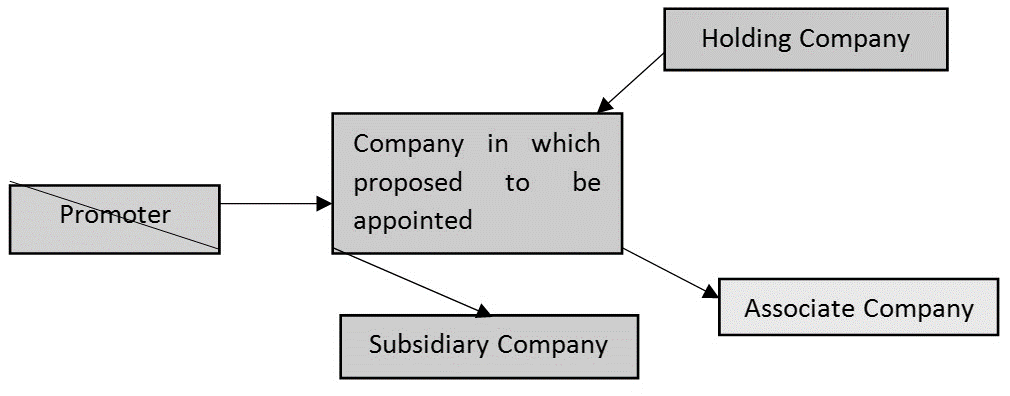 Holding Company
Company in which
proposed to be
appointed
Promoter
Associate Company
Subsidiary Company